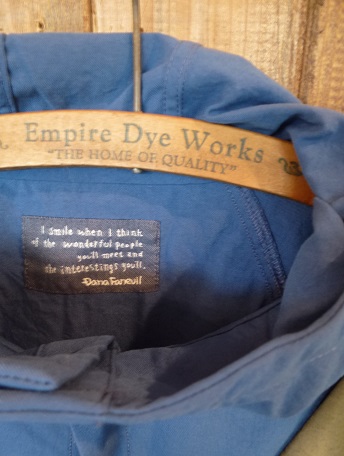 Empire Dye Works
"THE HOME OF QUALITY"
I smile when I think
of the wonderful people
you'll meet and
the interestings you'll.
-Dana Faneuil